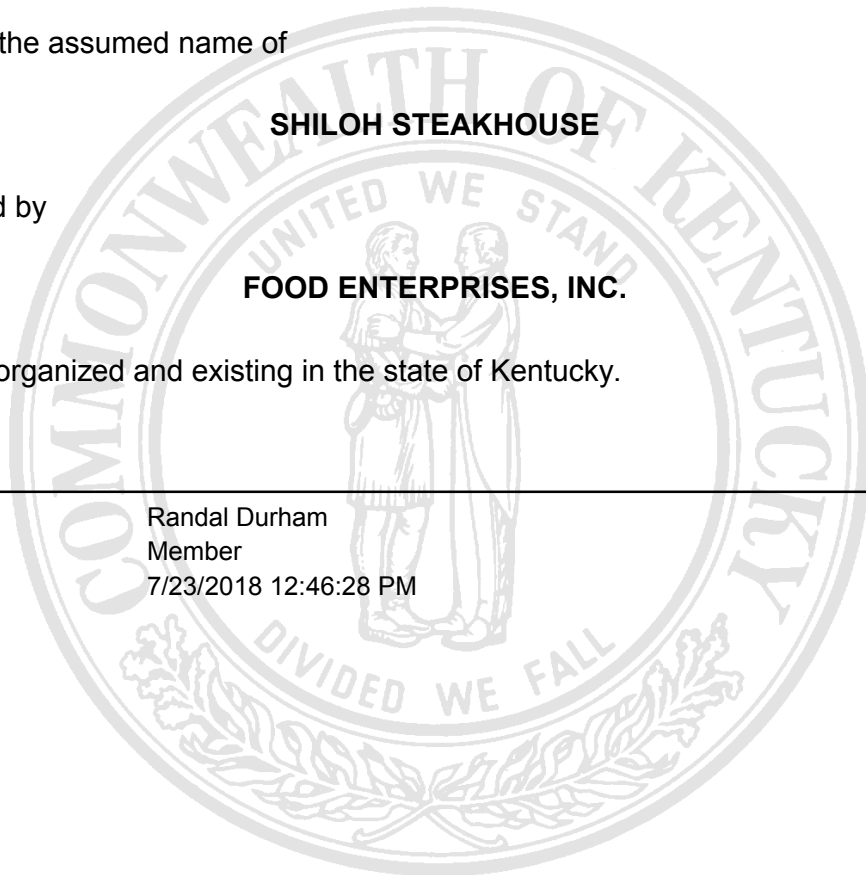 the assumed name of
SHILOH STEAKHOUSE
d by
FOOD ENTERPRISES, INC.
organized and existing in the state of Kentucky.
Randal Durham
Member
7/23/2018 12:46:28 PM
COMMONWEALTH OF KENTUCKY
UNITED WE STAND
DIVIDED WE FALL